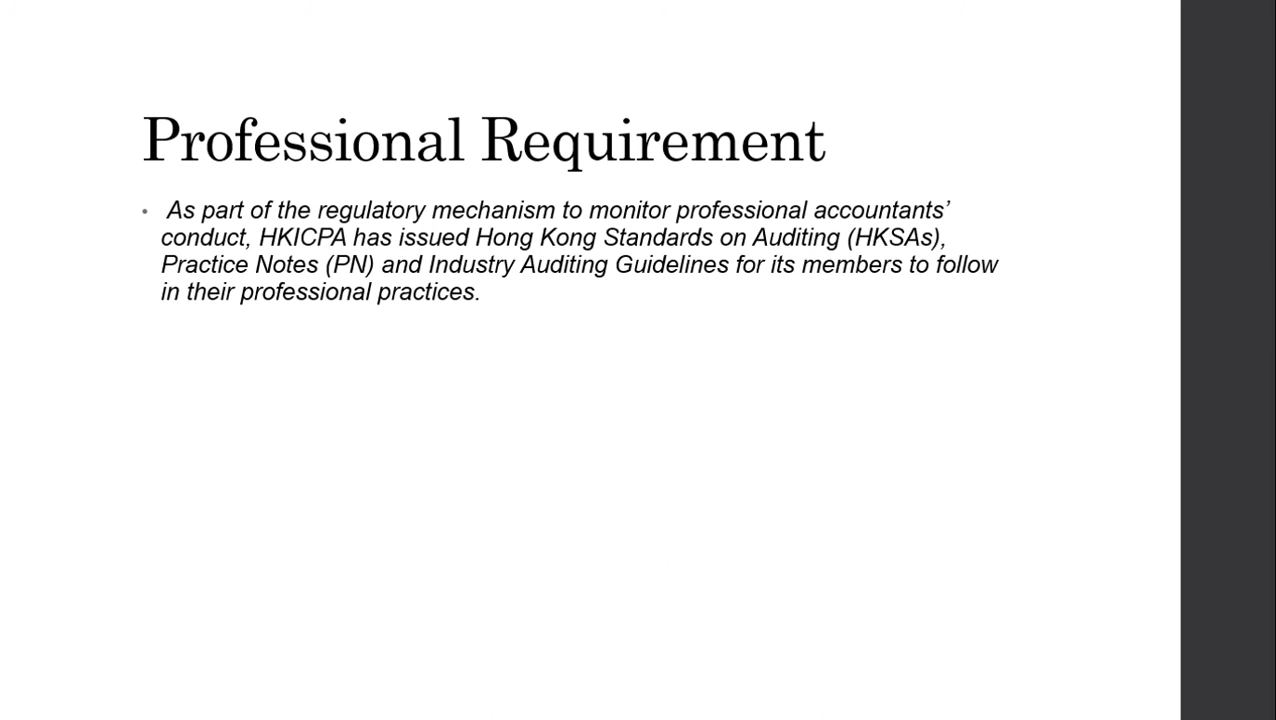 Professional Requirement
• As part of the regulatory mechanism to monitor professional accountants’
conduct, HKICPA has issued Hong Kong Standards on Auditing (HKSAs),
Practice Notes (PN) and Industry Auditing Guidelines for its members to follow
in their professional practices.